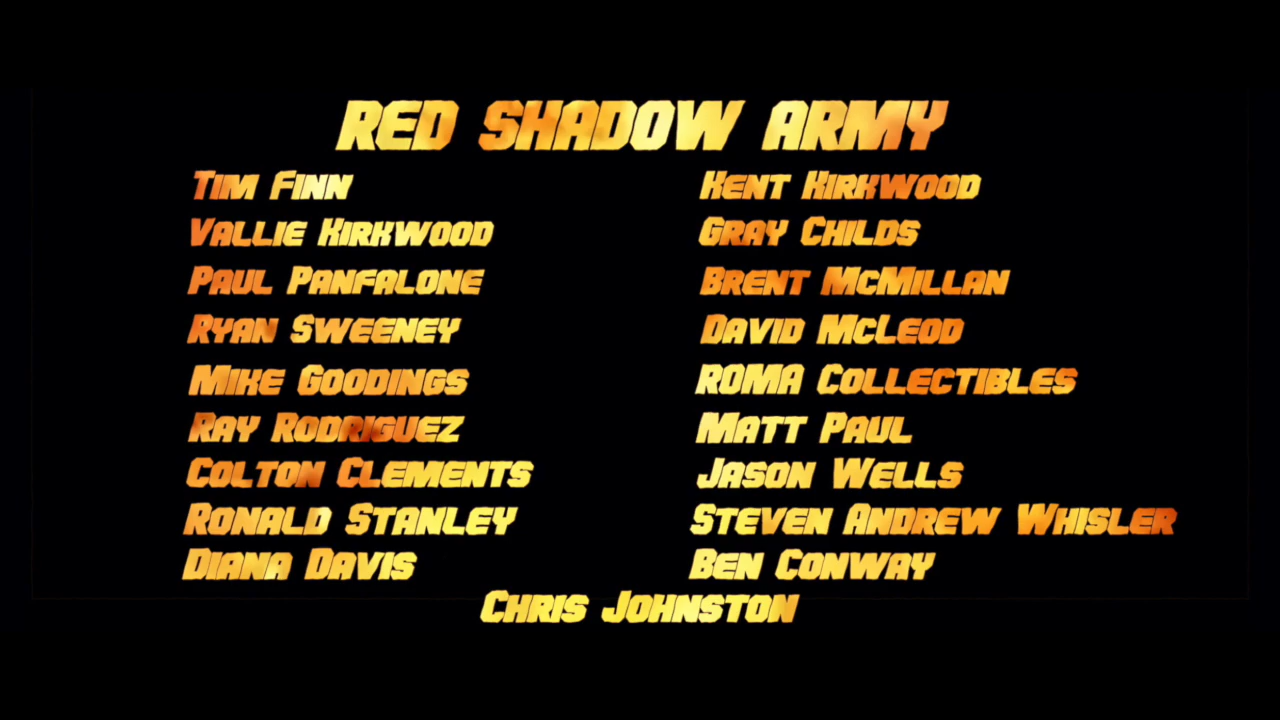 RED SHADOW ARMY
Tim Finn
Kent Kirkwood
Vallie Kirkwood
Gray Childs
Paul Panfalone
Brent McMillan
Ryan Sweeney
David McLeod
Mike Goodings
ROMA Collectibles
Ray Rodriguez
Matt Paul
Colton Clements
Jason Wells
Ronald Stanley
Steven Andrew Whisler
Diana Davis
Ben Conway
Chris Johnston